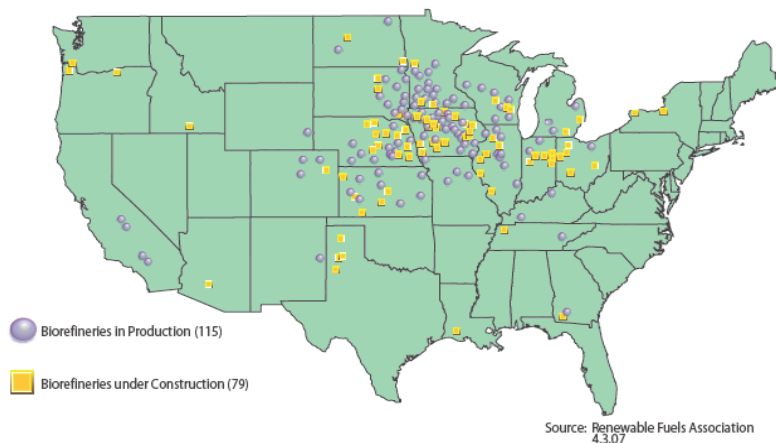 Biorefineries in Production (115)
Biorefineries under Construction (79)
Source: Renewable Fuels Association
4.3.07